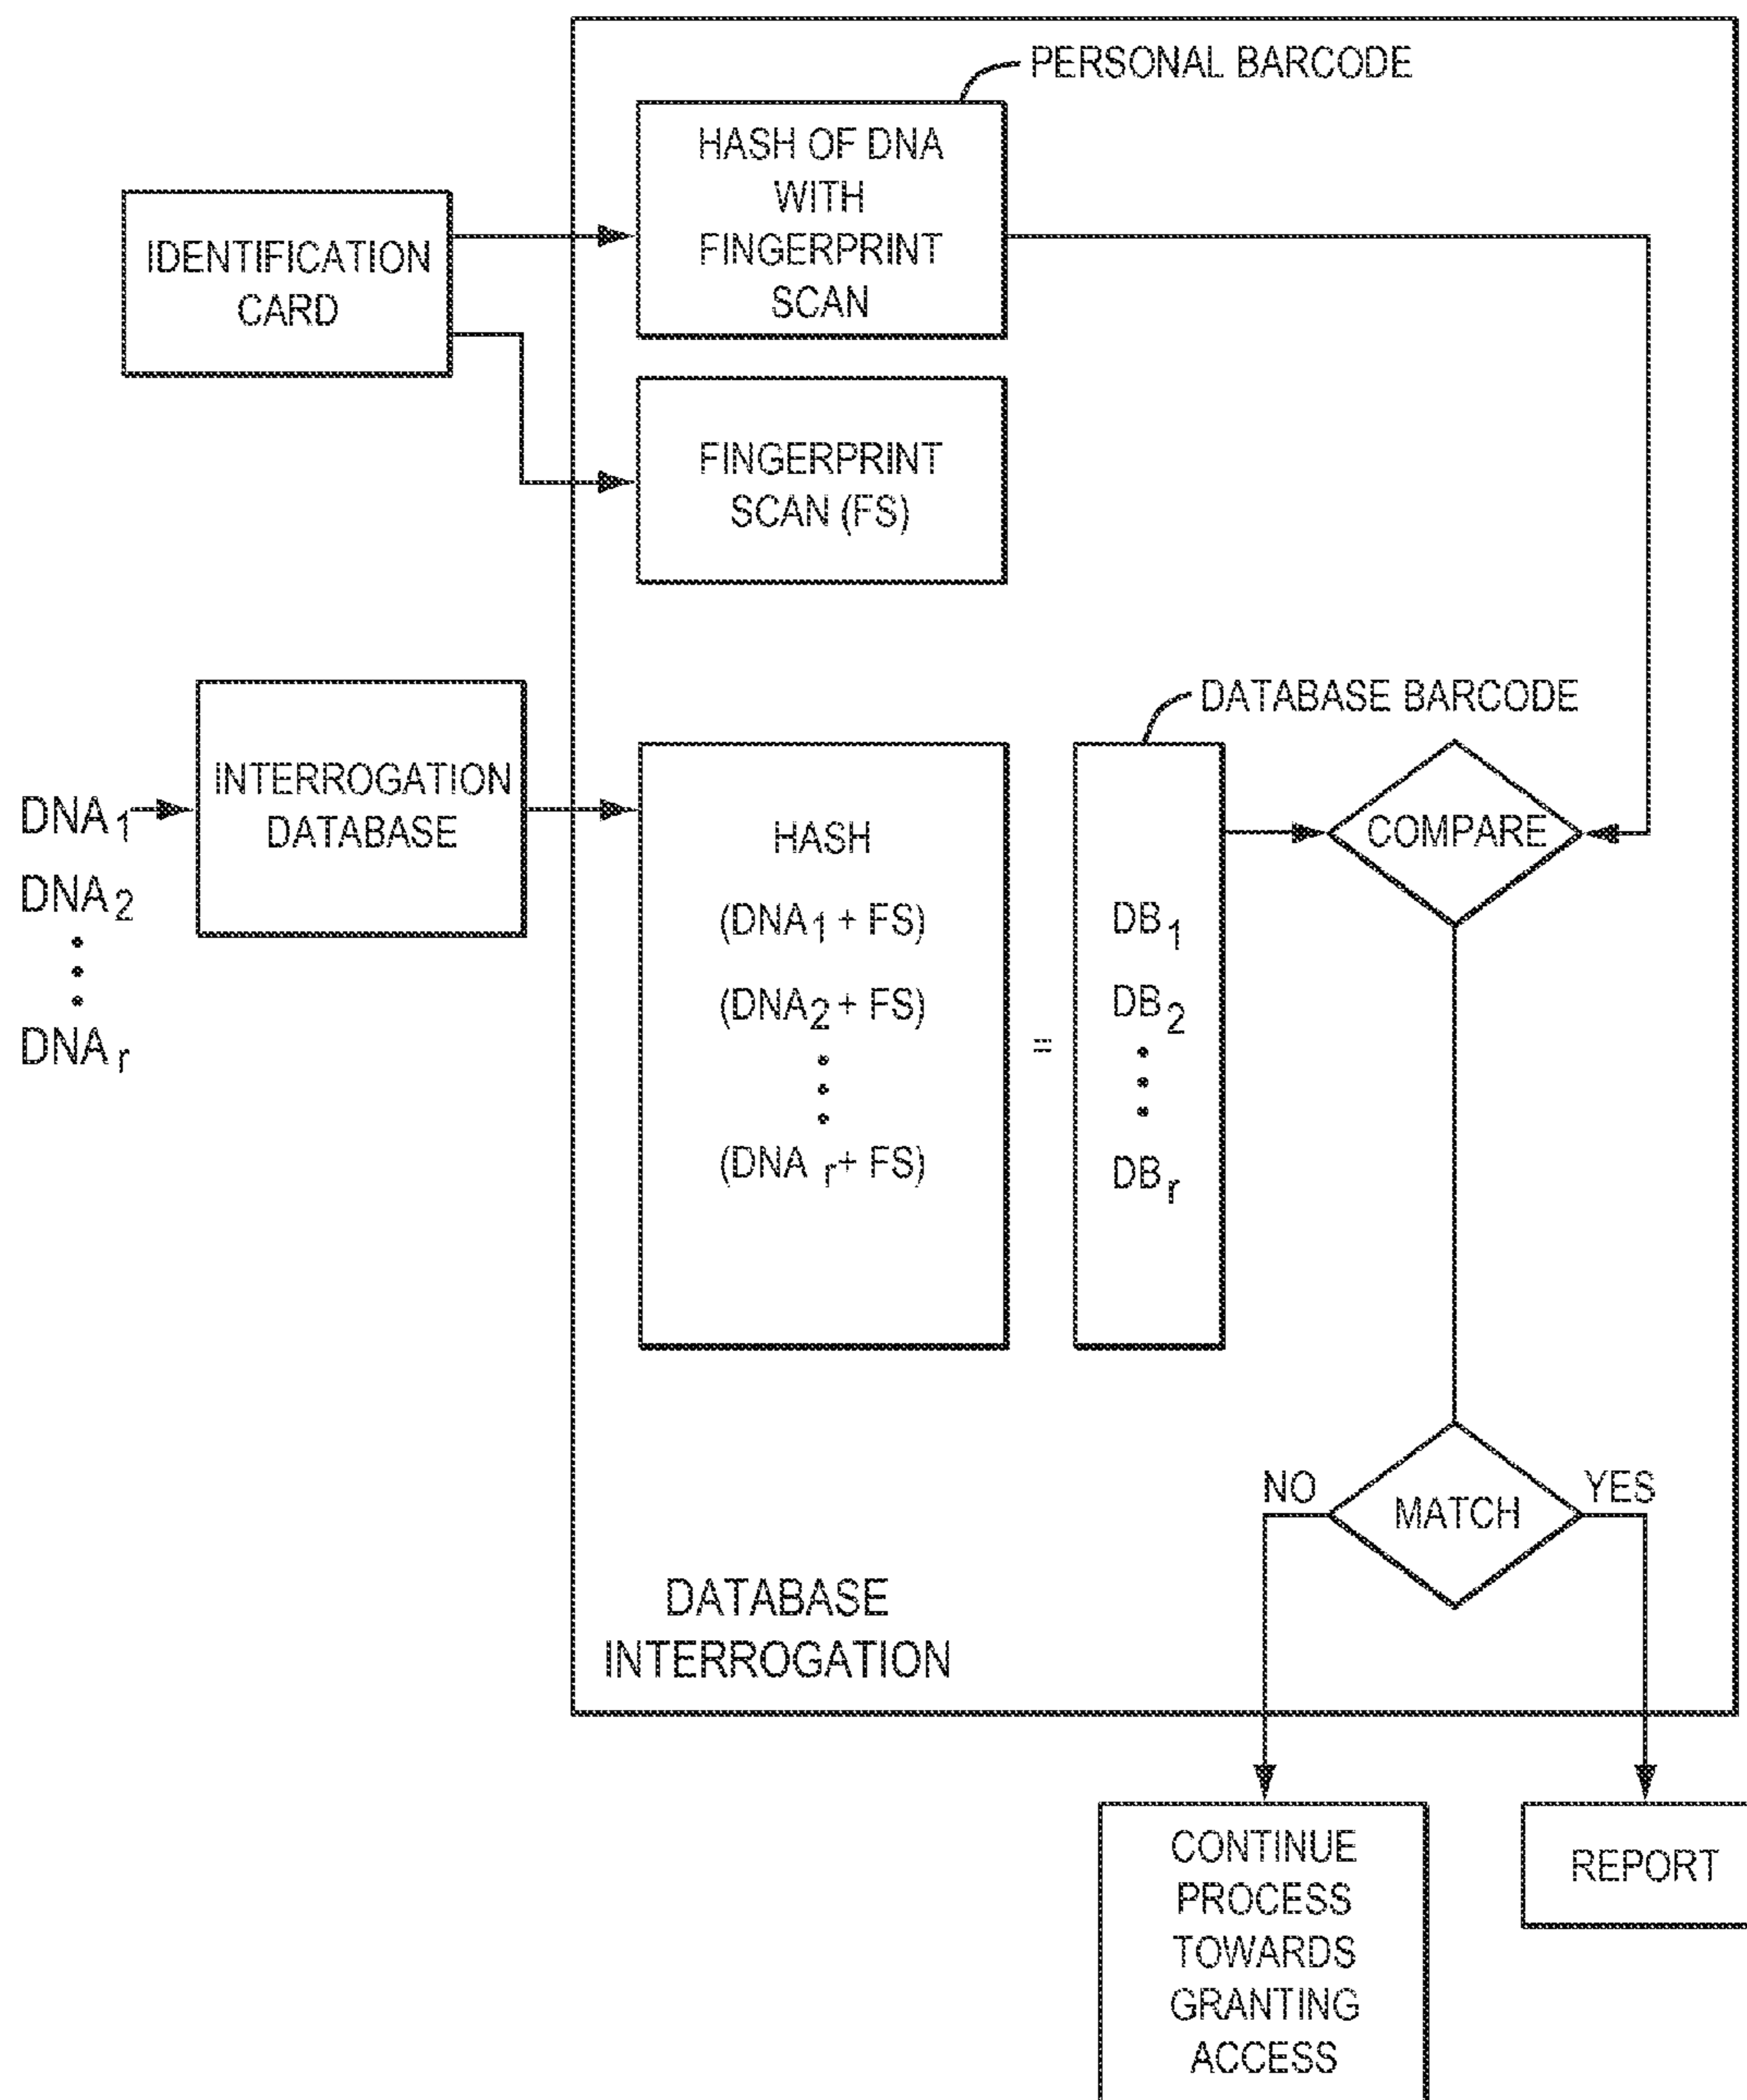 PERSONAL BARCODE
HASH OF DNA
WITH
FINGERPRINT
SCAN
IDENTIFICATION
CARD
FINGERPRINT
SCAN (FS)
DATABASE BARCODE
INTERROGATION
DATABASE
DNA1
DNA2
DNAr
HASH
(DNA1 + FS)
(DNA2 + FS)
(DNA r + FS)
=
DB1
DB2
DBr
COMPARE
NO
MATCH
YES
DATABASE
INTERROGATION
CONTINUE
PROCESS
TOWARDS
GRANTING
ACCESS
REPORT